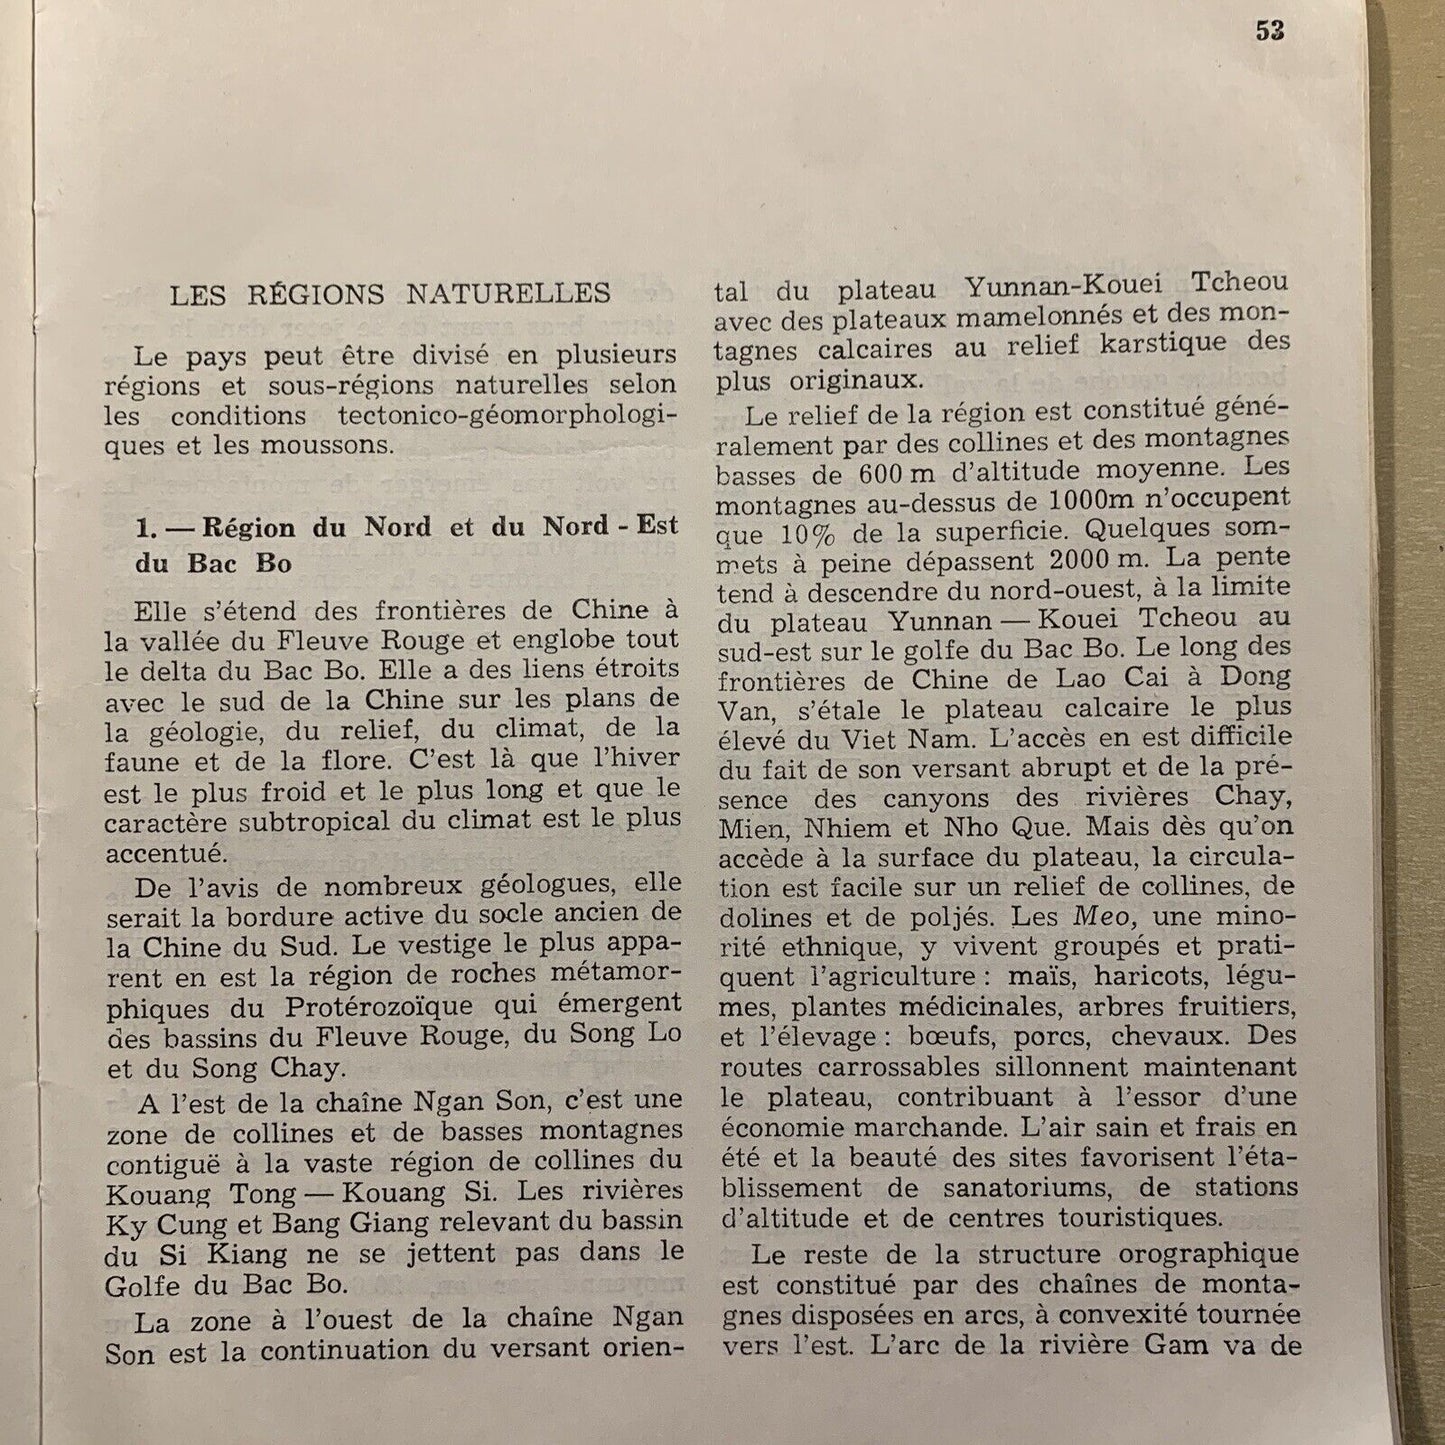 53
LES RÉGIONS NATURELLES
Le pays peut être divisé en plusieurs
régions et sous-régions naturelles selon
les conditions tectonico-géomorphologi-
ques et les moussons.
1. — Région du Nord et du Nord - Est
du Bac Bo
Elle s'étend des frontières de Chine à
la vallée du Fleuve Rouge et englobe tout
le delta du Bac Bo. Elle a des liens étroits
avec le sud de la Chine sur les plans de
la géologie, du relief, du climat, de la
faune et de la flore. C'est là que l'hiver
est le plus froid et le plus long et que le
caractère subtropical du climat est le plus
accentué.
De l'avis de nombreux géologues, elle
serait la bordure active du socle ancien de
la Chine du Sud. Le vestige le plus appa-
rent en est la région de roches métamor-
phiques du Protérozoïque qui émergent
des bassins du Fleuve Rouge, du Song Lo
et du Song Chay.
A l'est de la chaîne Ngan Son, c'est une
zone de collines et de basses montagnes
contiguë à la vaste région de collines du
Kouang Tong — Kouang Si. Les rivières
Ky Cung et Bang Giang relevant du bassin
du Si Kiang ne se jettent pas dans le
Golfe du Bac Bo.
La zone à l'ouest de la chaîne Ngan
Son est la continuation du versant orien-
tal du plateau Yunnan-Kouei Tcheou
avec des plateaux mamelonnés et des mon-
tagnes calcaires au relief karstique des
plus originaux.
Le relief de la région est constitué géné-
ralement par des collines et des montagnes
basses de 600 m d'altitude moyenne. Les
montagnes au-dessus de 1000m n'occupent
que 10% de la superficie. Quelques som-
mets à peine dépassent 2000 m. La pente
tend à descendre du nord-ouest, à la limite
du plateau Yunnan — Kouei Tcheou au
sud-est sur le golfe du Bac Bo. Le long des
frontières de Chine de Lao Cai à Dong
Van, s'étale le plateau calcaire le plus
élevé du Viet Nam. L'accès en est difficile
du fait de son versant abrupt et de la pré-
sence des canyons des rivières Chay,
Mien, Nhiem et Nho Que. Mais dès qu'on
accède à la surface du plateau, la circula-
tion est facile sur un relief de collines, de
dolines et de poljés. Les Meo, une mino-
rité ethnique, y vivent groupés et prati-
quent l'agriculture : maïs, haricots, légu-
mes, plantes médicinales, arbres fruitiers,
et l'élevage : bœufs, porcs, chevaux. Des
routes carrossables sillonnent maintenant
le plateau, contribuant à l'essor d'une
économie marchande. L'air sain et frais en
été et la beauté des sites favorisent l'éta-
blissement de sanatoriums, de stations
d'altitude et de centres touristiques.
Le reste de la structure orographique
est constitué par des chaînes de monta-
gnes disposées en arcs, à convexité tournée
vers l'est. L'arc de la rivière Gam va de